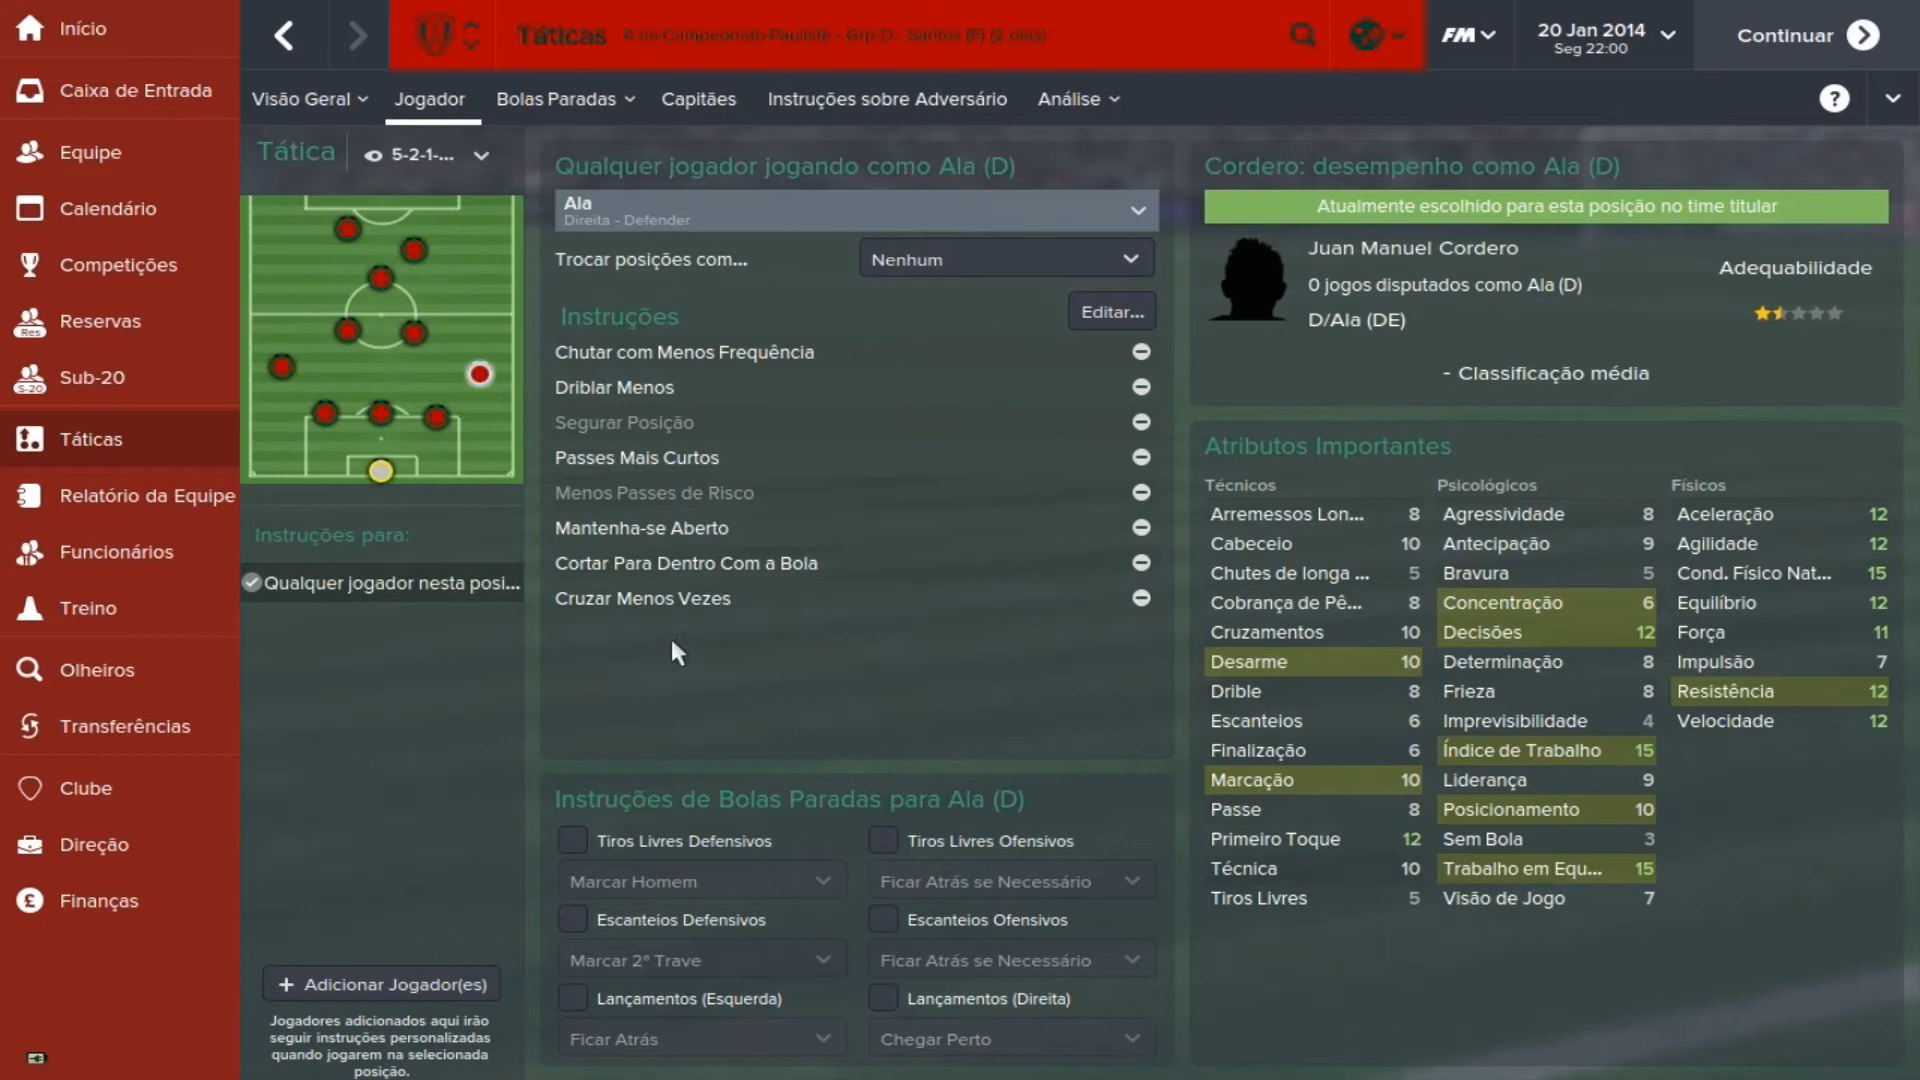 Início
Caixa de Entrada
Equipe
Calendário
Competições
Reservas
Res
Sub-20
S-20
Táticas
Relatório da Equipe
Funcionários
Treino
Olheiros
Transferências
Clube
Direção
Finanças
Táticas
6 no Campeonato Paulista - Grp D - Santos (F) (2 dias)
FM
20 Jan 2014
Seg 22:00
Continuar
Visão Geral
Jogador
Bolas Paradas
Capitães
Instruções sobre Adversário
Análise
?
Tática
5-2-1-...
Instruções para:
Qualquer jogador nesta posi...
+ Adicionar Jogador(es)
Jogadores adicionados aqui irão
seguir instruções personalizadas
quando jogarem na selecionada
posição.
Qualquer jogador jogando como Ala (D)
Ala
Direita - Defender
Trocar posições com...
Nenhum
Instruções
Editar...
Chutar com Menos Frequência
Driblar Menos
Segurar Posição
Passes Mais Curtos
Menos Passes de Risco
Mantenha-se Aberto
Cortar Para Dentro Com a Bola
Cruzar Menos Vezes
Instruções de Bolas Paradas para Ala (D)
Tiros Livres Defensivos
Tiros Livres Ofensivos
Marcar Homem
Ficar Atrás se Necessário
Escanteios Defensivos
Escanteios Ofensivos
Marcar 2ª Trave
Ficar Atrás se Necessário
Lançamentos (Esquerda)
Lançamentos (Direita)
Ficar Atrás
Chegar Perto
Cordero: desempenho como Ala (D)
Atualmente escolhido para esta posição no time titular
Juan Manuel Cordero
0 jogos disputados como Ala (D)
D/Ala (DE)
Adequabilidade
- Classificação média
Atributos Importantes
Técnicos
Arremessos Lon... 8
Cabeceio 10
Chutes de longa ... 5
Cobrança de Pê... 8
Cruzamentos 10
Desarme 10
Drible 8
Escanteios 6
Finalização 6
Marcação 10
Passe 8
Primeiro Toque 12
Técnica 10
Tiros Livres 5
Psicológicos
Agressividade 8
Antecipação 9
Bravura 5
Concentração 6
Decisões 12
Determinação 8
Frieza 8
Imprevisibilidade 4
Índice de Trabalho 15
Liderança 9
Posicionamento 10
Sem Bola 3
Trabalho em Equ... 15
Visão de Jogo 7
Físicos
Aceleração 12
Agilidade 12
Cond. Físico Nat... 15
Equilíbrio 12
Força 11
Impulsão 7
Resistência 12
Velocidade 12